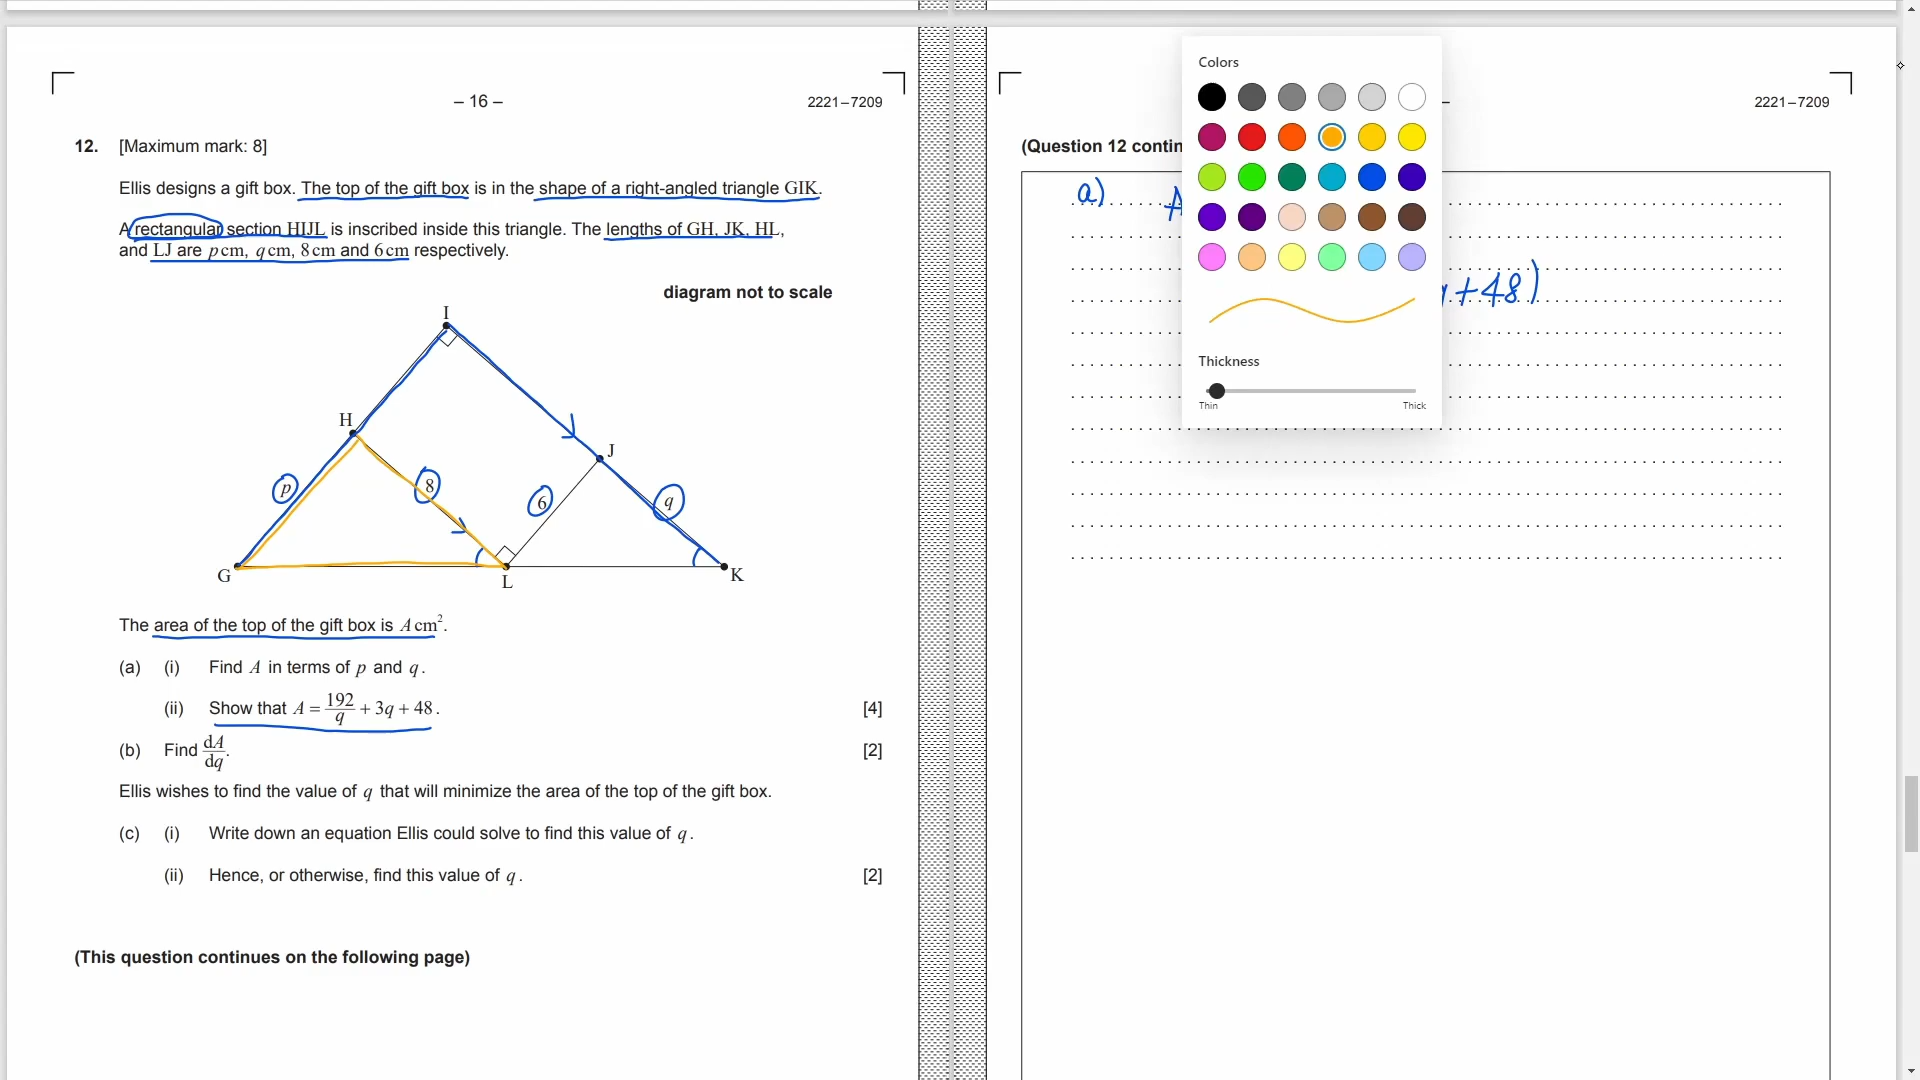 – 16 –
2221–7209
12. [Maximum mark: 8]
Ellis designs a gift box. The top of the gift box is in the shape of a right-angled triangle GIK.
A rectangular section HIJL is inscribed inside this triangle. The lengths of GH, JK, HL,
and LJ are p cm, q cm, 8 cm and 6 cm respectively.
diagram not to scale
I
H
J
p
8
6
q
G
L
K
The area of the top of the gift box is A cm².
(a) (i) Find A in terms of p and q.
(ii) Show that A = 192/q + 3q + 48. [4]
(b) Find dA/dq. [2]
Ellis wishes to find the value of q that will minimize the area of the top of the gift box.
(c) (i) Write down an equation Ellis could solve to find this value of q.
(ii) Hence, or otherwise, find this value of q. [2]
(This question continues on the following page)
2221–7209
(Question 12 contin
a) A
+48)
Colors
Thickness
Thin
Thick